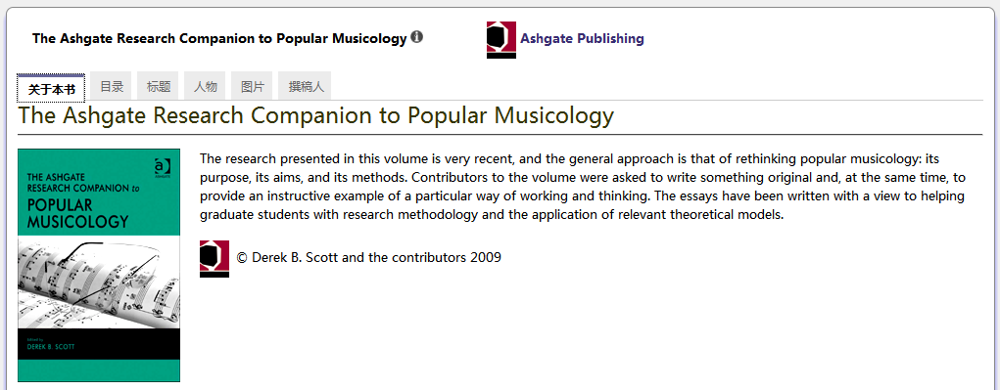 The Ashgate Research Companion to Popular Musicology
Ashgate Publishing
关于本书 目录 标题 人物 图片 撰稿人
The Ashgate Research Companion to Popular Musicology
THE ASHGATE
RESEARCH COMPANION to
POPULAR
MUSICOLOGY
Edited by
DEREK B. SCOTT
The research presented in this volume is very recent, and the general approach is that of rethinking popular musicology: its
purpose, its aims, and its methods. Contributors to the volume were asked to write something original and, at the same time, to
provide an instructive example of a particular way of working and thinking. The essays have been written with a view to helping
graduate students with research methodology and the application of relevant theoretical models.
© Derek B. Scott and the contributors 2009